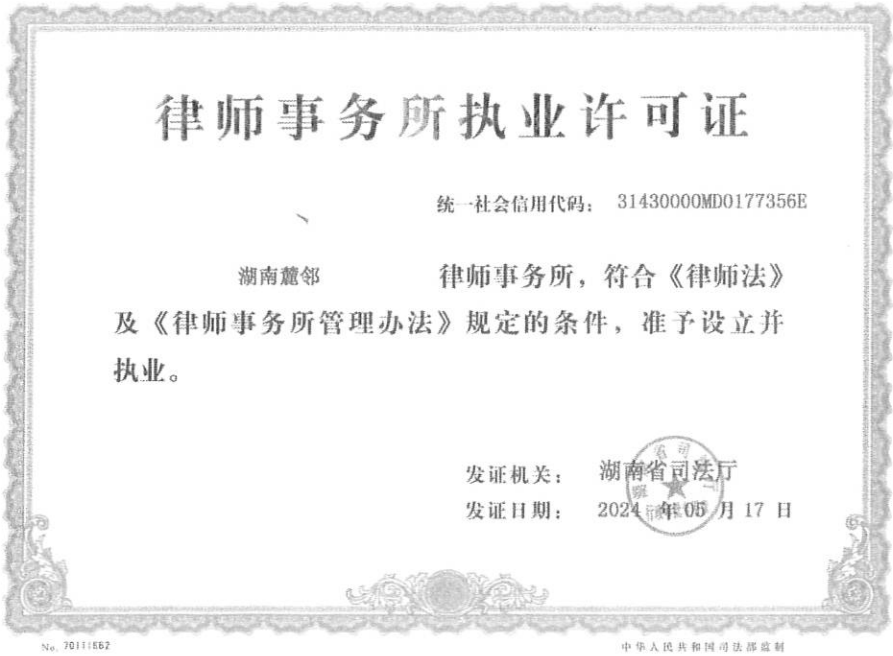 律师事务所执业许可证
统一社会信用代码： 31430000MD0177356E
湖南麓邻 律师事务所，符合《律师法》
及《律师事务所管理办法》规定的条件，准予设立并
执业。
发证机关： 湖南省司法厅
发证日期： 2024 年 05 月 17 日
No. 70111662
中华人民共和国司法部监制